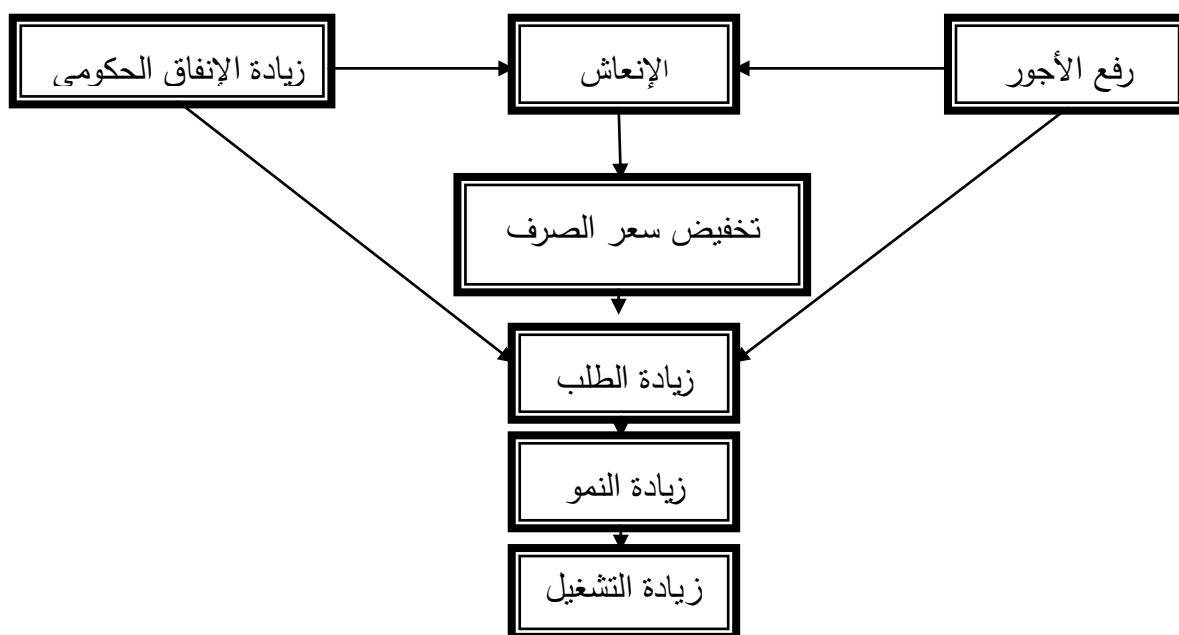 رفع الأجور
الإنعاش
زيادة الإنفاق الحكومي
تخفيض سعر الصرف
زيادة الطلب
زيادة النمو
زيادة التشغيل